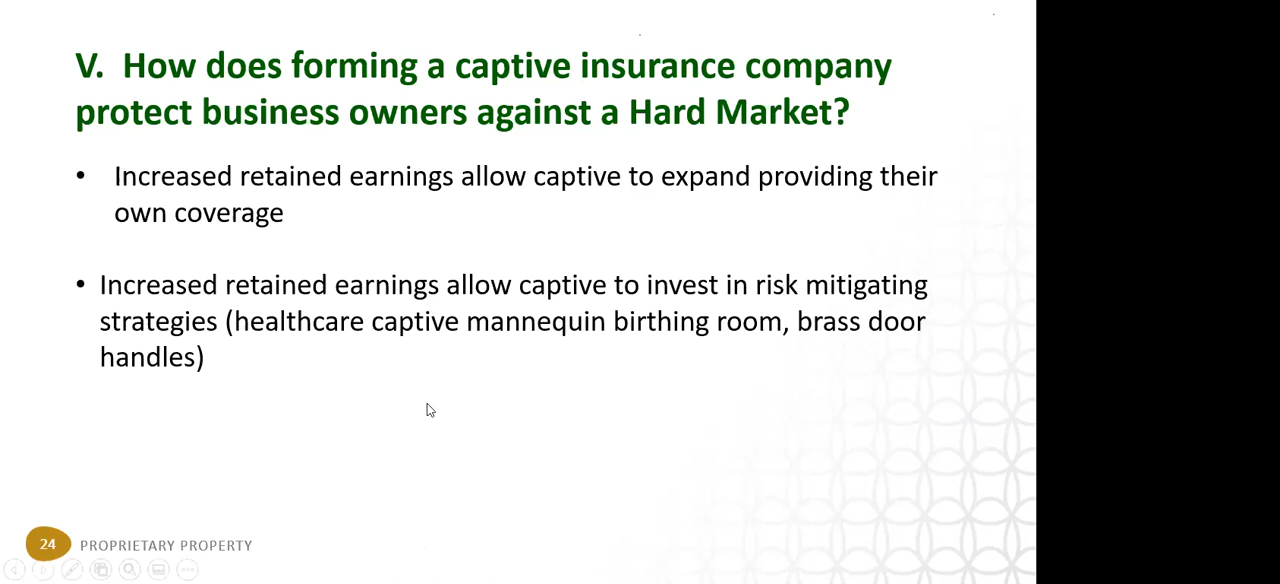 V. How does forming a captive insurance company
protect business owners against a Hard Market?
• Increased retained earnings allow captive to expand providing their
own coverage
• Increased retained earnings allow captive to invest in risk mitigating
strategies (healthcare captive mannequin birthing room, brass door
handles)
24 PROPRIETARY PROPERTY